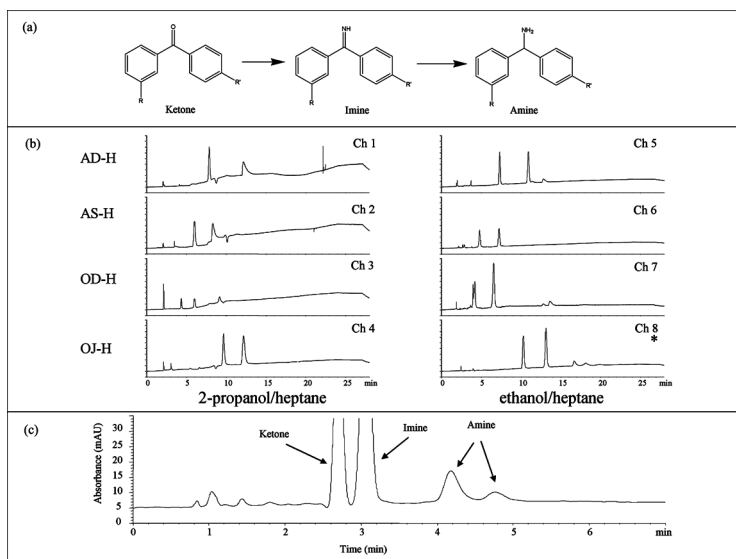 (a)
O
NH
NH₂
R
R'
R
R'
R
R'
Ketone
Imine
Amine
(b)
AD-H
Ch 1
Ch 5
AS-H
Ch 2
Ch 6
OD-H
Ch 3
Ch 7
OJ-H
Ch 4
Ch 8
*
0 5 10 15 20 25 min
0 5 10 15 20 25 min
2-propanol/heptane
ethanol/heptane
(c)
Absorbance (mAU)
35
30
25
20
15
10
5
0
Ketone
Imine
Amine
0 1 2 3 4 5 6 min
Time (min)